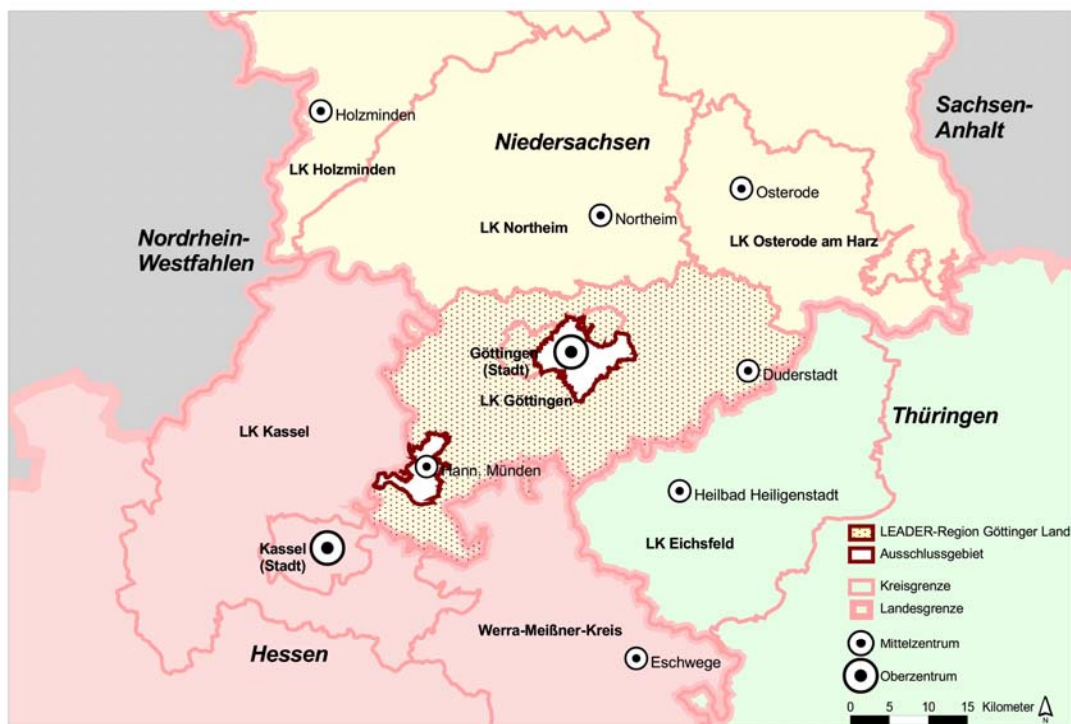 Holzminden
Niedersachsen
Sachsen-
Anhalt
LK Holzminden
Osterode
Northeim
LK Northeim
LK Osterode am Harz
Nordrhein-
Westfahlen
Göttingen
(Stadt)
Duderstadt
LK Göttingen
Thüringen
LK Kassel
Hann, Münden
Heilbad Heiligenstadt
LEADER-Region Göttinger Land
Kassel
(Stadt)
LK Eichsfeld
Ausschlussgebiet
Kreisgrenze
Landesgrenze
Werra-Meißner-Kreis
Mittelzentrum
Hessen
Eschwege
Oberzentrum
0 5 10 15 Kilometer
N